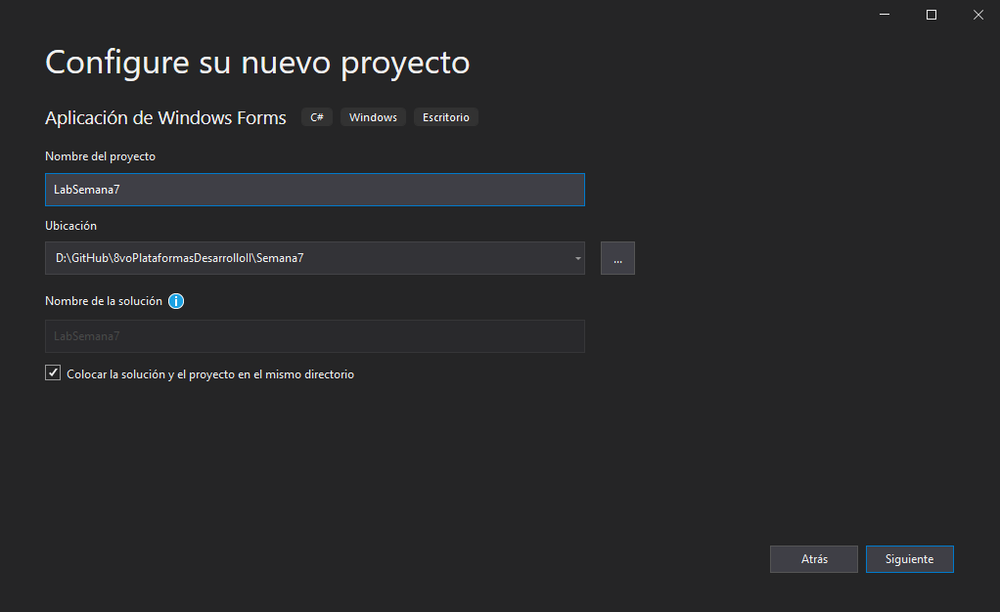 Configure su nuevo proyecto
Aplicación de Windows Forms C# Windows Escritorio
Nombre del proyecto
LabSemana7
Ubicación
D:\GitHub\8voPlataformasDesarrolloII\Semana7
...
Nombre de la solución i
LabSemana7
Colocar la solución y el proyecto en el mismo directorio
Atrás Siguiente